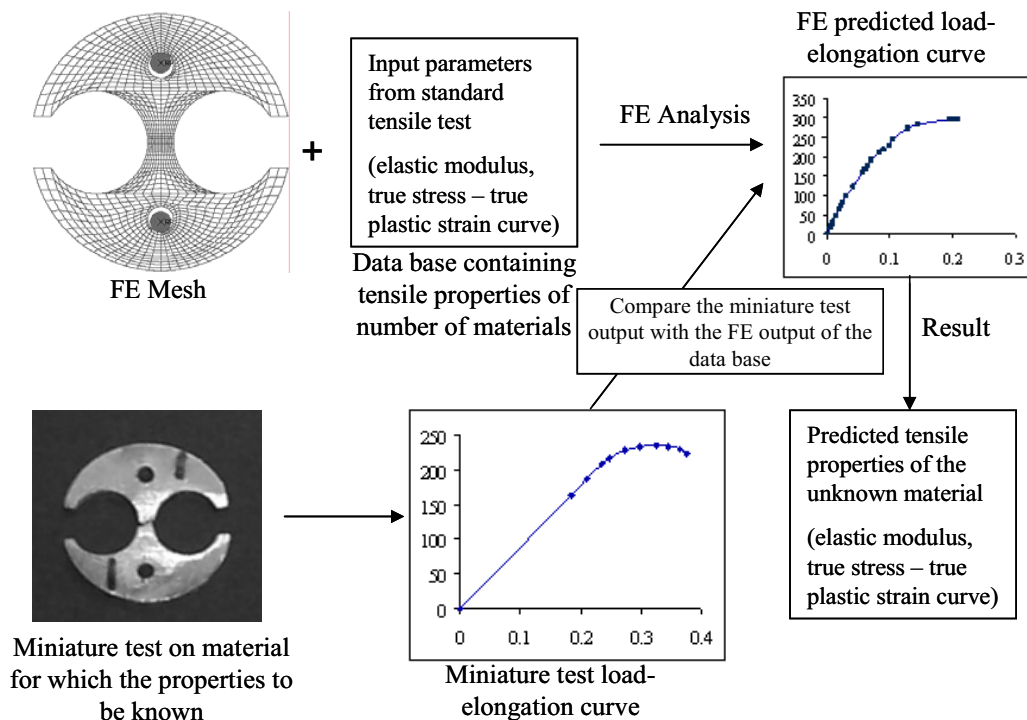 FE Mesh
+
Input parameters
from standard
tensile test
(elastic modulus,
true stress – true
plastic strain curve)
Data base containing
tensile properties of
number of materials
FE Analysis
FE predicted load-
elongation curve
350
300
250
200
150
100
50
0
0
0.1
0.2
0.3
Compare the miniature test
output with the FE output of the
data base
Result
Miniature test on material
for which the properties to
be known
250
200
150
100
50
0
0
0.1
0.2
0.3
0.4
Miniature test load-
elongation curve
Predicted tensile
properties of the
unknown material
(elastic modulus,
true stress – true
plastic strain curve)